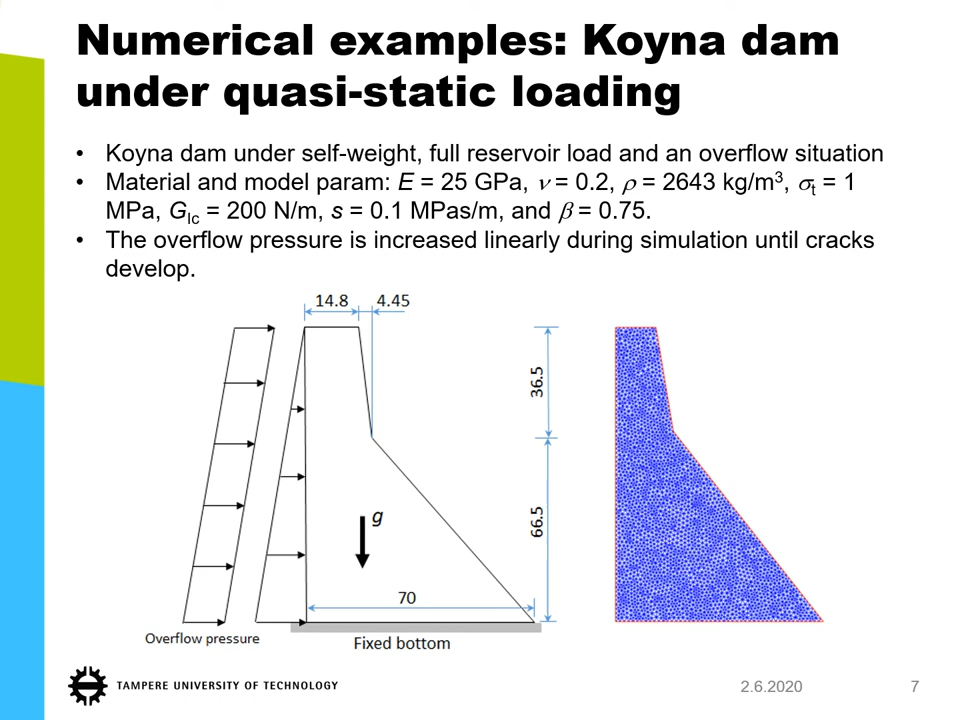 Numerical examples: Koyna dam
under quasi-static loading
• Koyna dam under self-weight, full reservoir load and an overflow situation
• Material and model param: E = 25 GPa, ν = 0.2, ρ = 2643 kg/m³, σt = 1
MPa, GIc = 200 N/m, s = 0.1 MPas/m, and β = 0.75.
• The overflow pressure is increased linearly during simulation until cracks
develop.
14.8 4.45
36.5
g
66.5
70
Overflow pressure
Fixed bottom
TAMPERE UNIVERSITY OF TECHNOLOGY
2.6.2020
7